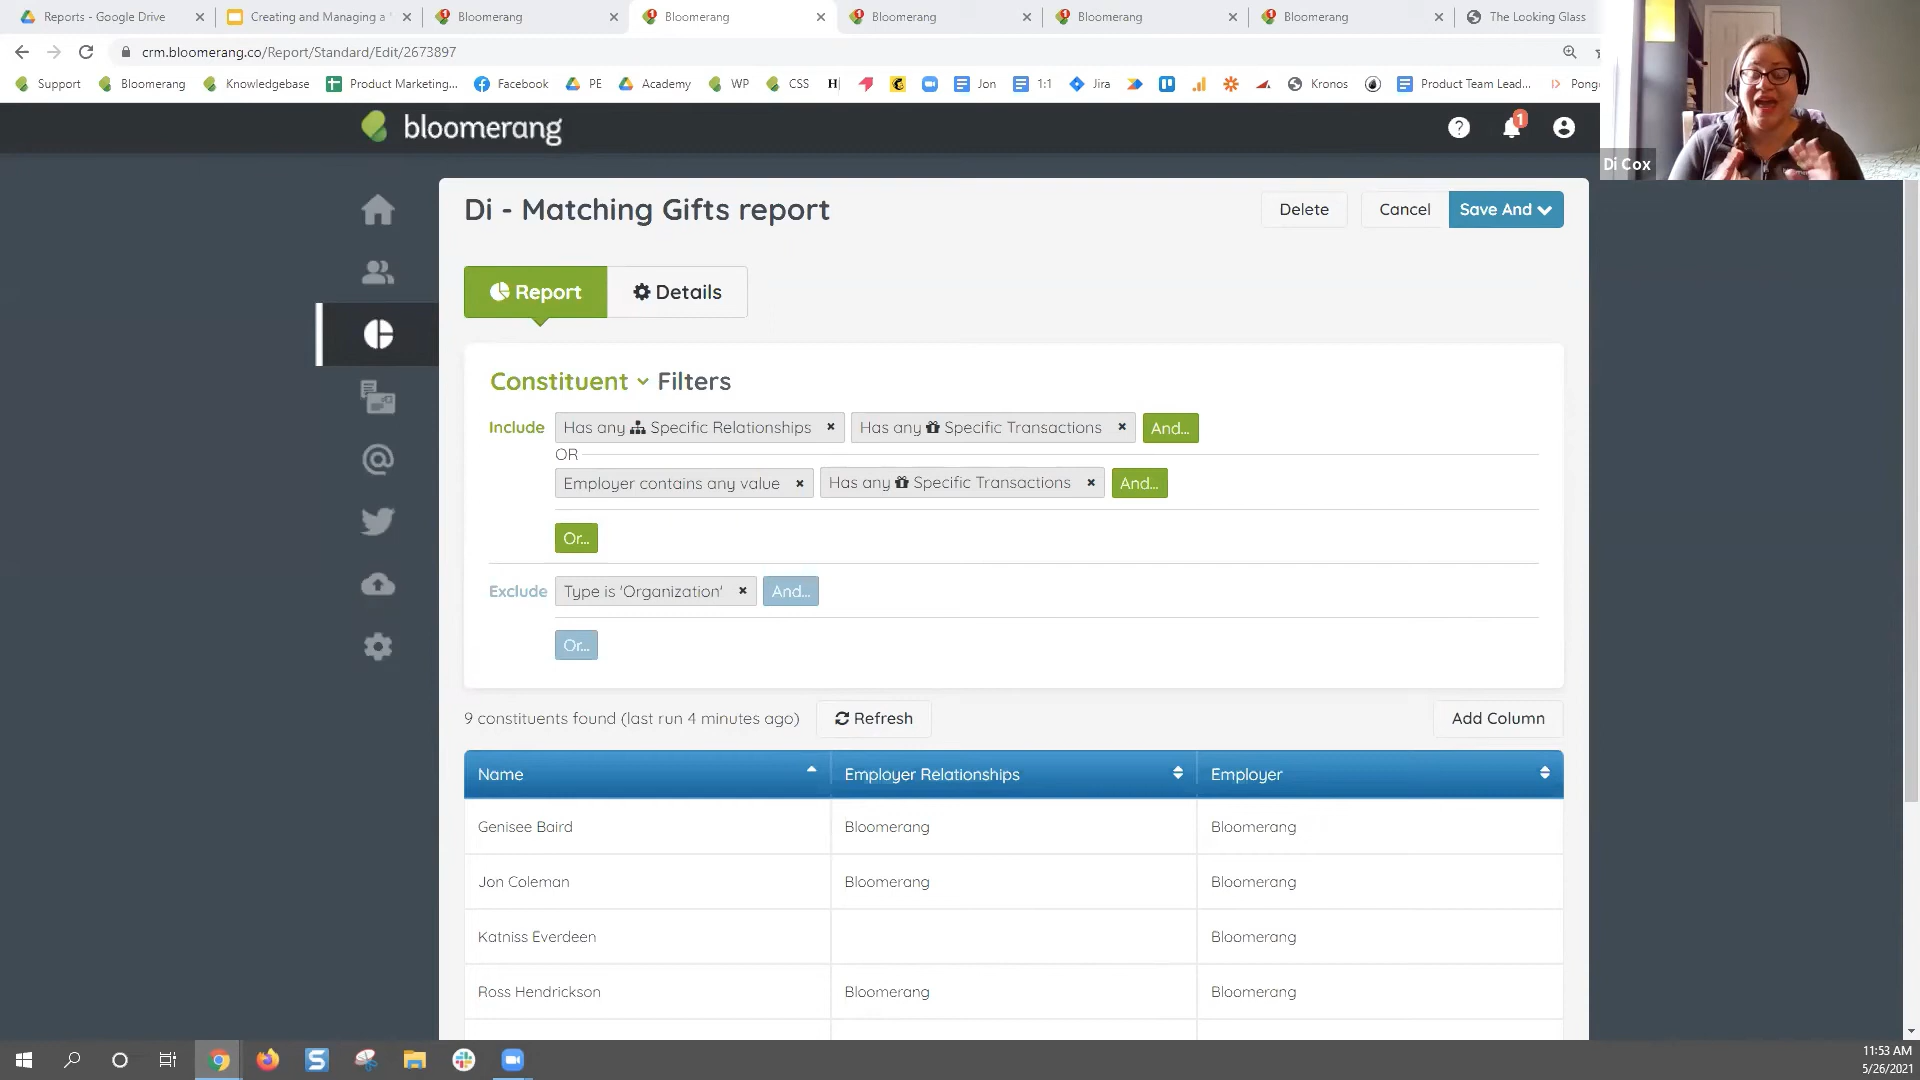 Reports - Google Drive
Creating and Managing a
Bloomerang
Bloomerang
Bloomerang
Bloomerang
Bloomerang
The Looking Glass
crm.bloomerang.co/Report/Standard/Edit/2673897
Support
Bloomerang
Knowledgebase
Product Marketing...
Facebook
PE
Academy
WP
CSS
H
Jon
1:1
Jira
Kronos
Product Team Lead...
Pong
bloomerang
1
Di Cox
Di - Matching Gifts report
Delete
Cancel
Save And
Report
Details
Constituent Filters
Include Has any Specific Relationships × Has any Specific Transactions × And...
OR
Employer contains any value × Has any Specific Transactions × And...
Or...
Exclude Type is 'Organization' × And...
Or...
9 constituents found (last run 4 minutes ago)
Refresh
Add Column
Name Employer Relationships Employer
Genisee Baird Bloomerang Bloomerang
Jon Coleman Bloomerang Bloomerang
Katniss Everdeen Bloomerang
Ross Hendrickson Bloomerang Bloomerang
11:53 AM
5/26/2021